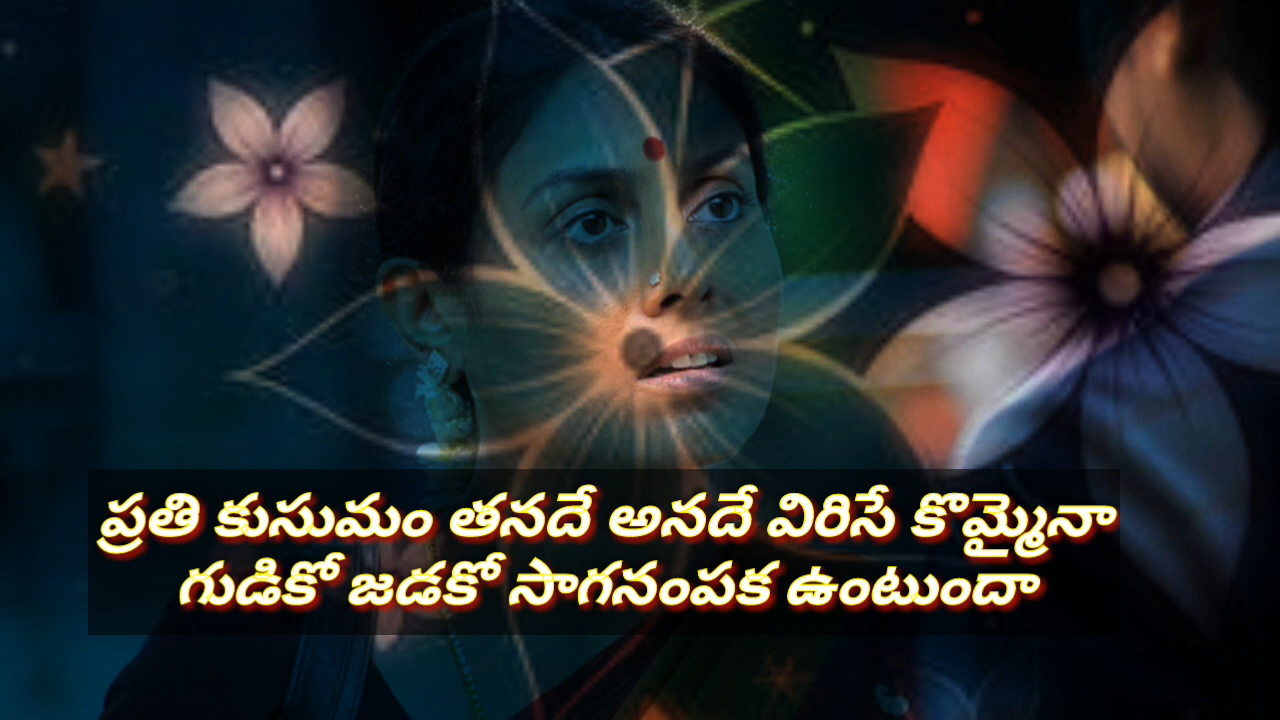 ప్రతి కుసుమం తనదే అనదే విరిసే కొమ్మైనా
గుడికో జడకో సాగనంపక ఉంటుందా